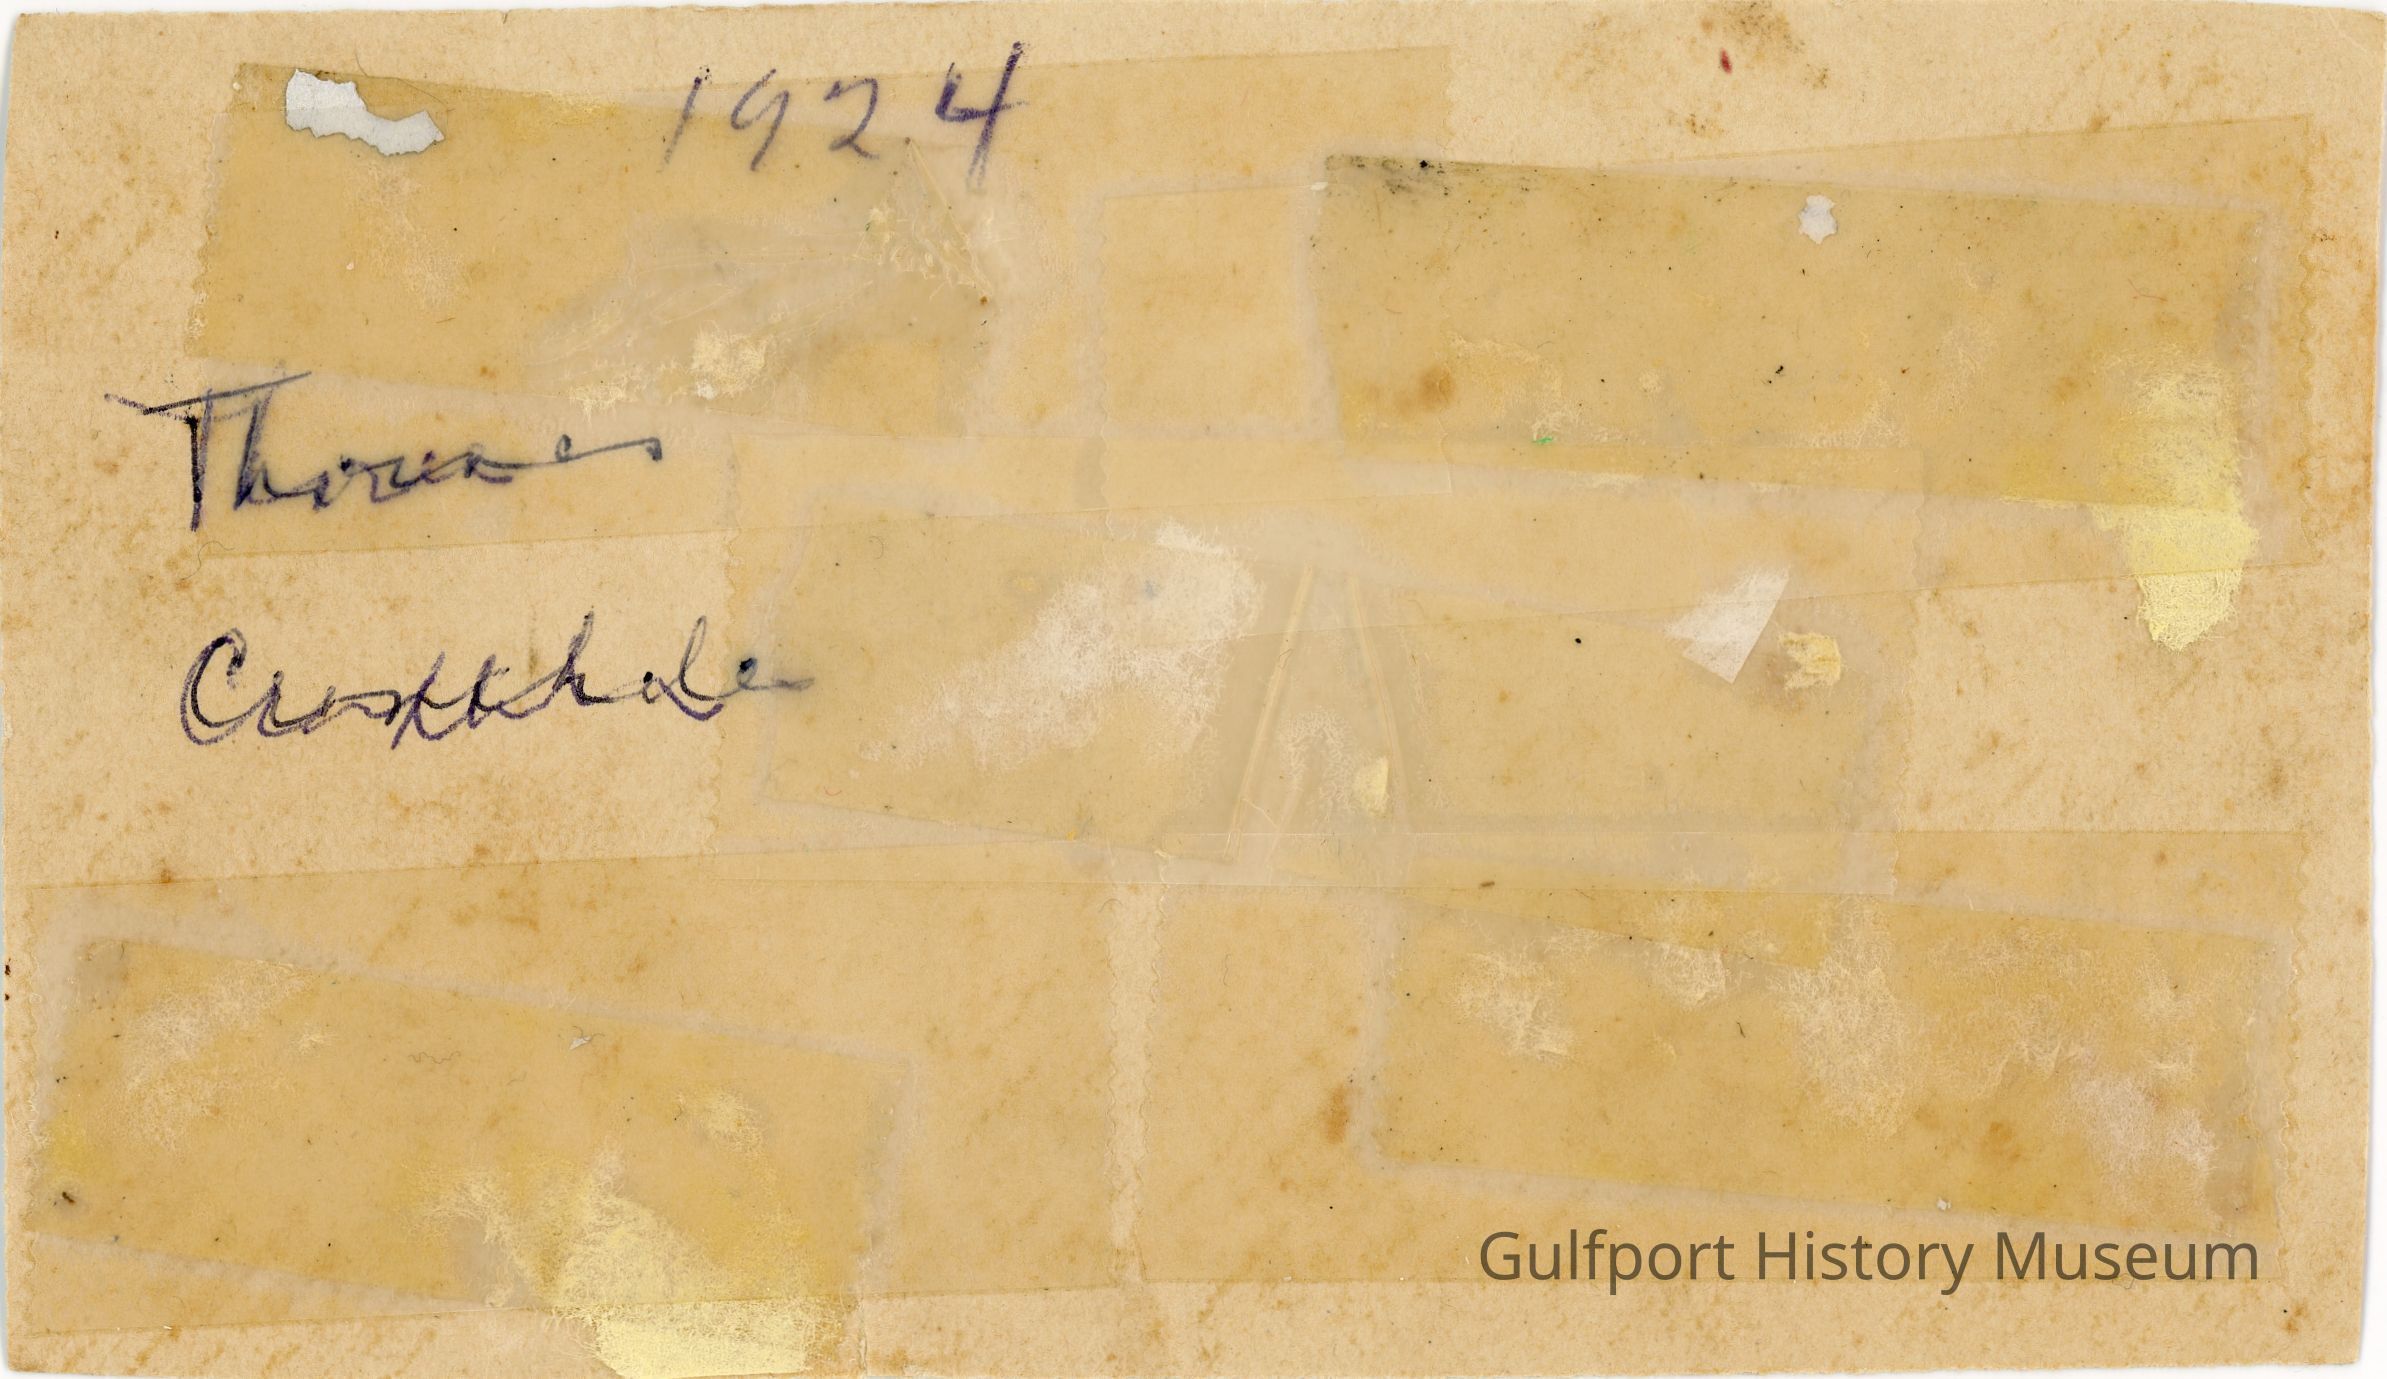 1924
Thomas
Gulfport History Museum